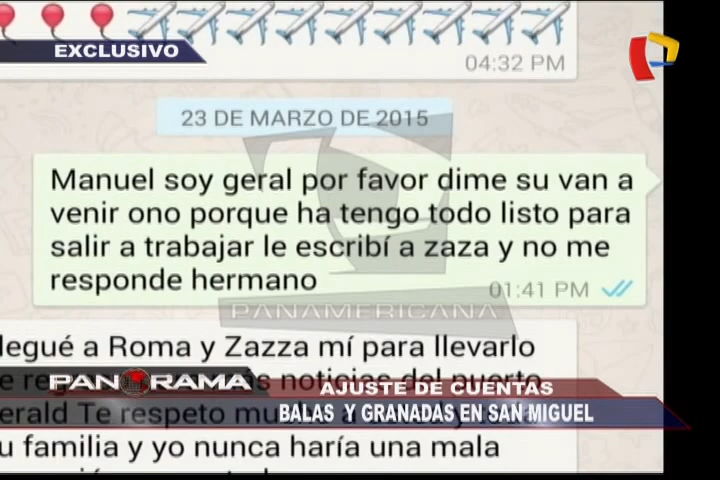 EXCLUSIVO
04:32 PM
23 DE MARZO DE 2015
Manuel soy geral por favor dime su van a
venir ono porque ha tengo todo listo para
salir a trabajar le escribí a zaza y no me
responde hermano
01:41 PM
PANAMERICANA
legué a Roma y Zazza mí para llevarlo
noticias del puerto
PANORAMA
AJUSTE DE CUENTAS
erald Te respeto
BALAS Y GRANADAS EN SAN MIGUEL
u familia y yo nunca haría una mala